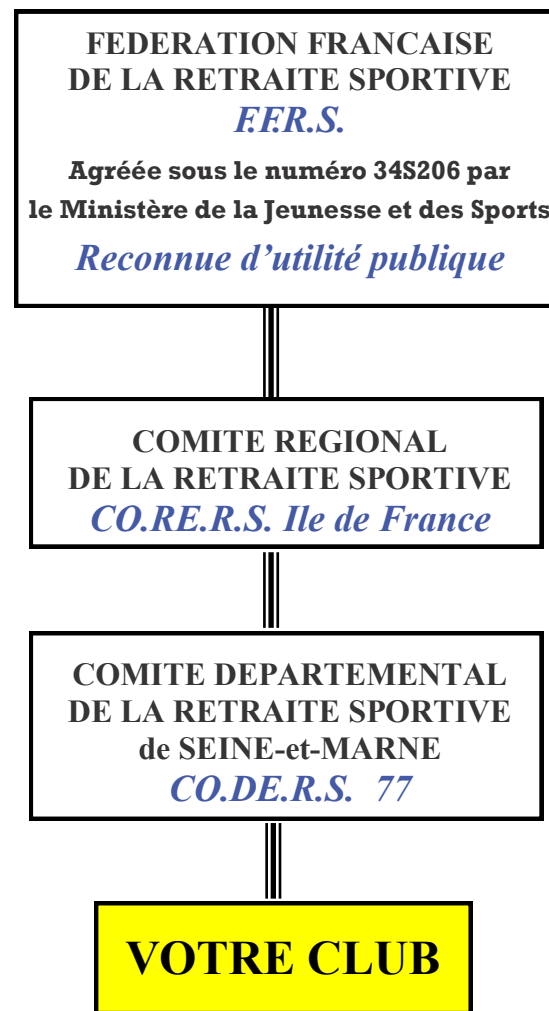 FEDERATION FRANCAISE
DE LA RETRAITE SPORTIVE
F.F.R.S.
Agréée sous le numéro 34S206 par
le Ministère de la Jeunesse et des Sports
Reconnue d’utilité publique
COMITE REGIONAL
DE LA RETRAITE SPORTIVE
CO.RE.R.S. Ile de France
COMITE DEPARTEMENTAL
DE LA RETRAITE SPORTIVE
de SEINE-et-MARNE
CO.DE.R.S. 77
VOTRE CLUB